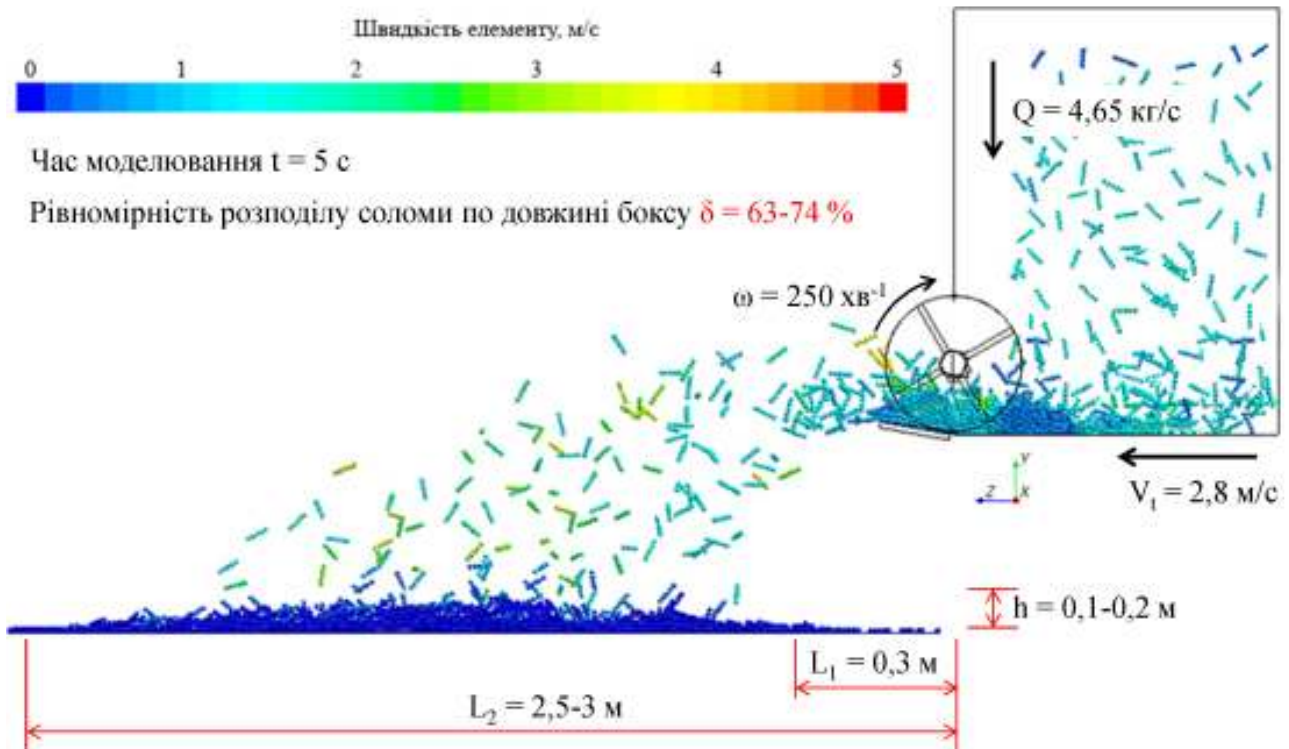 Швидкість елементу, м/с
0 1 2 3 4 5
Q = 4,65 кг/с
Час моделювання t = 5 с
Рівномірність розподілу соломи по довжині боксу δ = 63-74 %
ω = 250 хв⁻¹
Y
Z X
V₁ = 2,8 м/с
h = 0,1-0,2 м
L₁ = 0,3 м
L₂ = 2,5-3 м